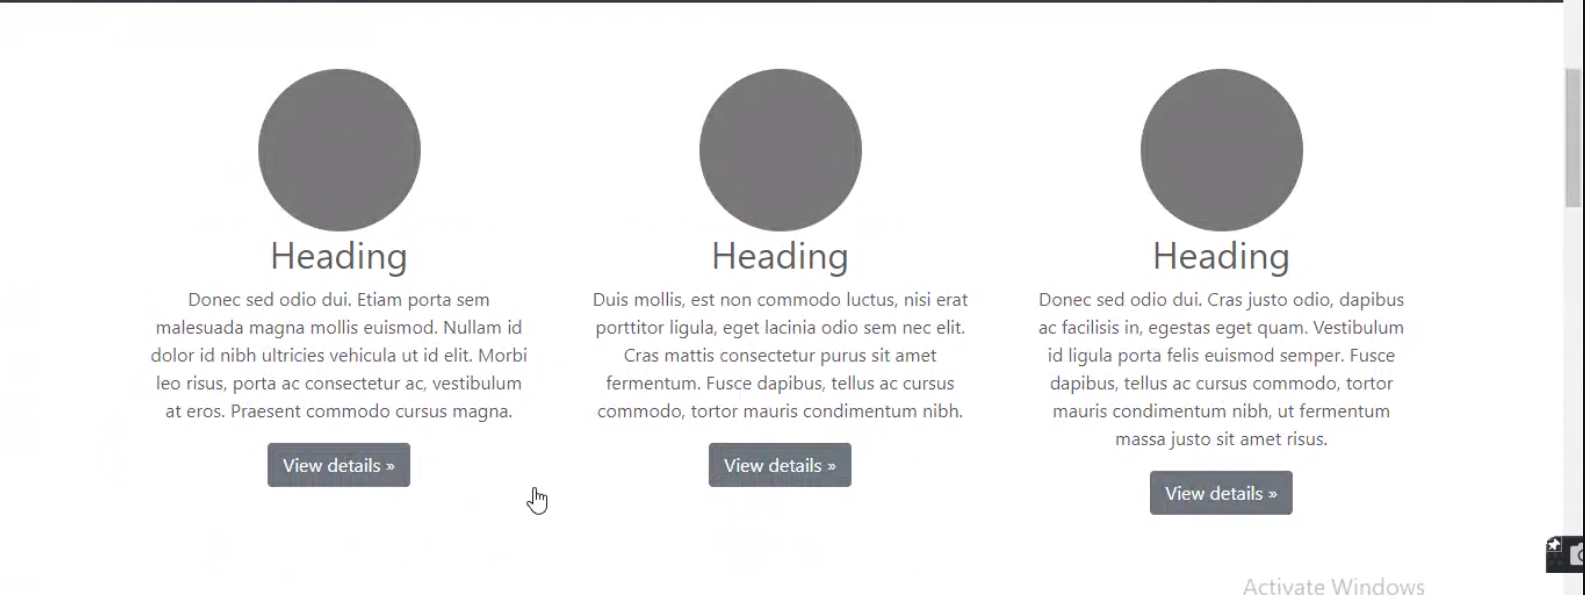 Heading
Donec sed odio dui. Etiam porta sem
malesuada magna mollis euismod. Nullam id
dolor id nibh ultricies vehicula ut id elit. Morbi
leo risus, porta ac consectetur ac, vestibulum
at eros. Praesent commodo cursus magna.
View details »
Heading
Duis mollis, est non commodo luctus, nisi erat
porttitor ligula, eget lacinia odio sem nec elit.
Cras mattis consectetur purus sit amet
fermentum. Fusce dapibus, tellus ac cursus
commodo, tortor mauris condimentum nibh.
View details »
Heading
Donec sed odio dui. Cras justo odio, dapibus
ac facilisis in, egestas eget quam. Vestibulum
id ligula porta felis euismod semper. Fusce
dapibus, tellus ac cursus commodo, tortor
mauris condimentum nibh, ut fermentum
massa justo sit amet risus.
View details »
Activate Windows